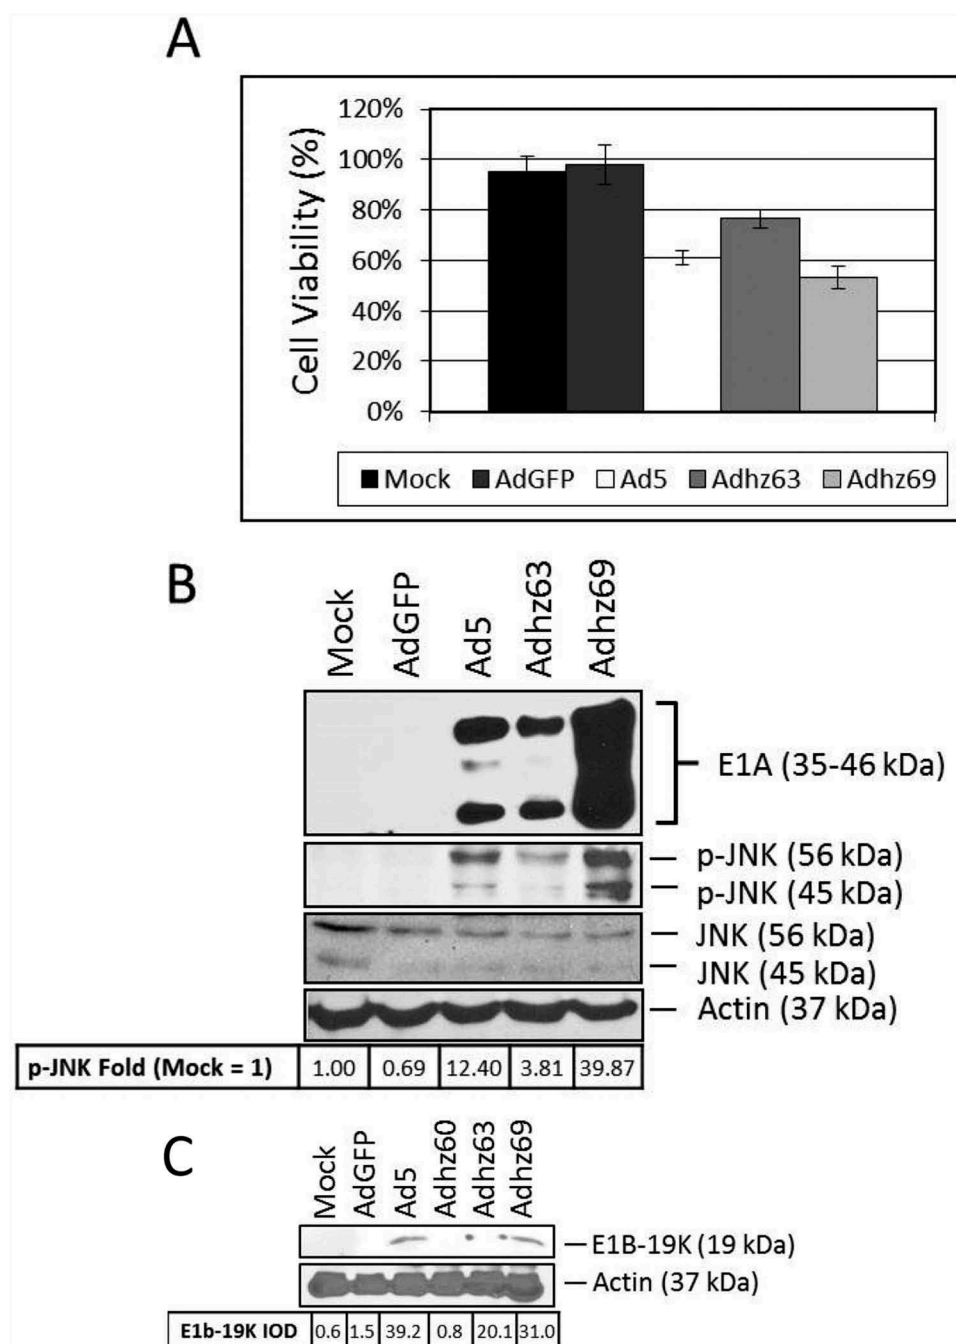 A
120%
100%
80%
60%
40%
20%
0%
Cell Viability (%)
Mock AdGFP Ad5 Adhz63 Adhz69
B
Mock AdGFP Ad5 Adhz63 Adhz69
E1A (35-46 kDa)
p-JNK (56 kDa)
p-JNK (45 kDa)
JNK (56 kDa)
JNK (45 kDa)
Actin (37 kDa)
p-JNK Fold (Mock = 1) 1.00 0.69 12.40 3.81 39.87
C
Mock AdGFP Ad5 Adhz60 Adhz63 Adhz69
E1B-19K (19 kDa)
Actin (37 kDa)
E1b-19K IOD 0.6 1.5 39.2 0.8 20.1 31.0